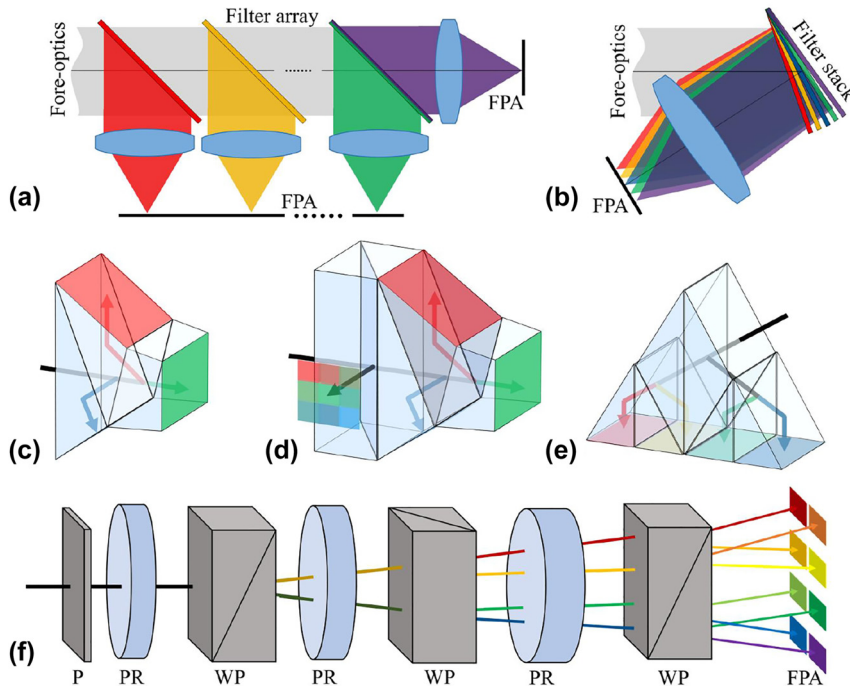 Fore-optics
Filter array
FPA
FPA
(a)
Fore-optics
Filter stack
FPA
(b)
(c)
(d)
(e)
(f)
P
PR
WP
PR
WP
PR
WP
FPA